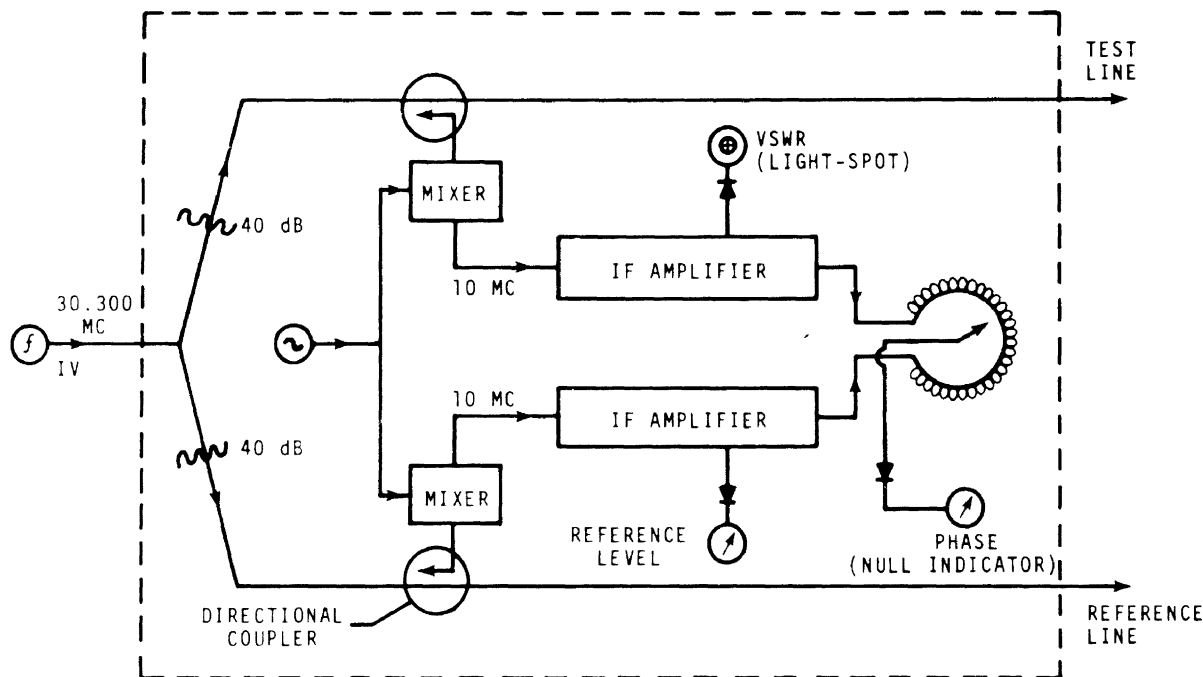 TEST
LINE
VSWR
(LIGHT-SPOT)
MIXER
40 dB
IF AMPLIFIER
10 MC
30.300
MC
f
IV
10 MC
IF AMPLIFIER
40 dB
MIXER
REFERENCE
LEVEL
PHASE
(NULL INDICATOR)
DIRECTIONAL
COUPLER
REFERENCE
LINE